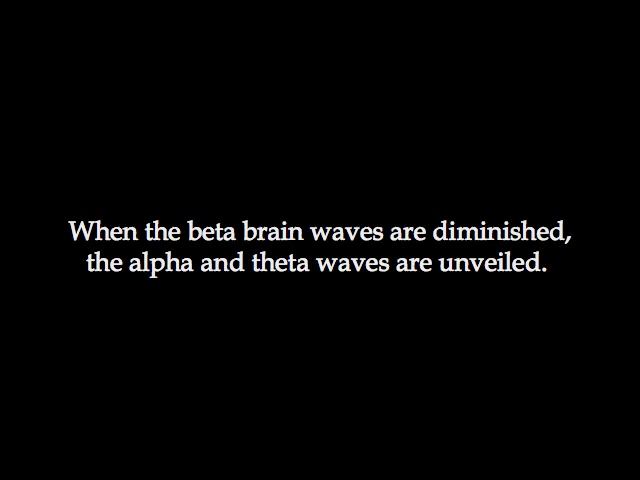 When the beta brain waves are diminished,
the alpha and theta waves are unveiled.